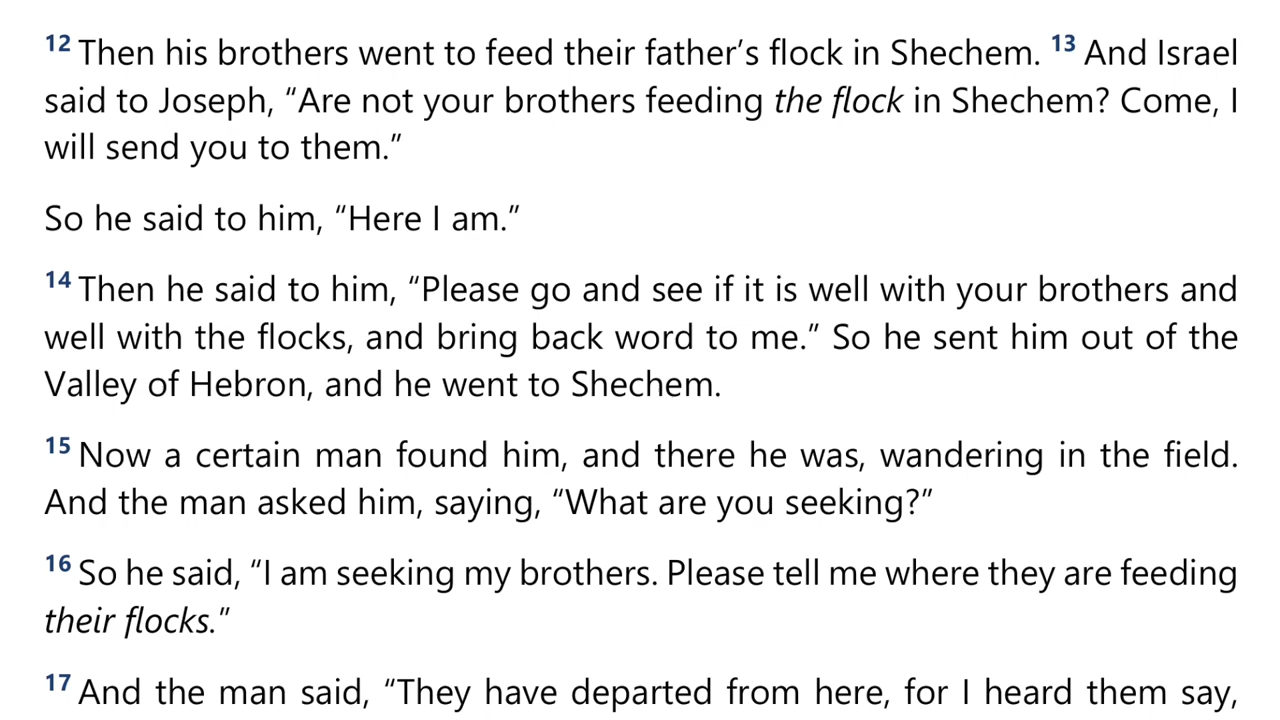 12 Then his brothers went to feed their father’s flock in Shechem. 13 And Israel
said to Joseph, “Are not your brothers feeding the flock in Shechem? Come, I
will send you to them.”
So he said to him, “Here I am.”
14 Then he said to him, “Please go and see if it is well with your brothers and
well with the flocks, and bring back word to me.” So he sent him out of the
Valley of Hebron, and he went to Shechem.
15 Now a certain man found him, and there he was, wandering in the field.
And the man asked him, saying, “What are you seeking?”
16 So he said, “I am seeking my brothers. Please tell me where they are feeding
their flocks.”
17 And the man said, “They have departed from here, for I heard them say,